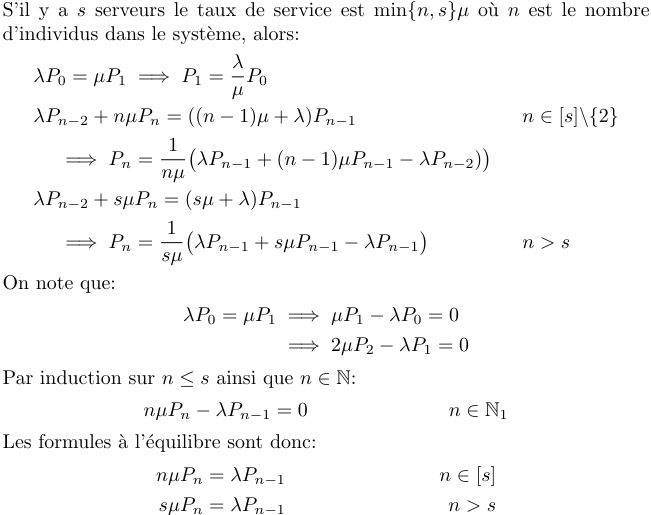 S'il y a $s$ serveurs le taux de service est $\min\{n, s\}\mu$ où $n$ est le nombre
d'individus dans le système, alors:
$\lambda P_0 = \mu P_1 \implies P_1 = \frac{\lambda}{\mu} P_0$
$\lambda P_{n-2} + n\mu P_n = ((n-1)\mu + \lambda)P_{n-1} \qquad n \in [s]\backslash\{2\}$
$\implies P_n = \frac{1}{n\mu}\big(\lambda P_{n-1} + (n-1)\mu P_{n-1} - \lambda P_{n-2})\big)$
$\lambda P_{n-2} + s\mu P_n = (s\mu + \lambda)P_{n-1}$
$\implies P_n = \frac{1}{s\mu}\big(\lambda P_{n-1} + s\mu P_{n-1} - \lambda P_{n-1}\big) \qquad n > s$
On note que:
$\lambda P_0 = \mu P_1 \implies \mu P_1 - \lambda P_0 = 0$
$\implies 2\mu P_2 - \lambda P_1 = 0$
Par induction sur $n \leq s$ ainsi que $n \in \mathbb{N}$:
$n\mu P_n - \lambda P_{n-1} = 0 \qquad n \in \mathbb{N}_1$
Les formules à l'équilibre sont donc:
$n\mu P_n = \lambda P_{n-1} \qquad n \in [s]$
$s\mu P_n = \lambda P_{n-1} \qquad n > s$